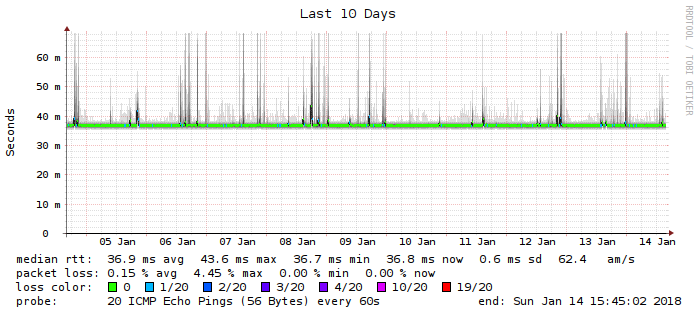 Last 10 Days
RRDTOOL / TOBI OETIKER
Seconds
60 m
50 m
40 m
30 m
20 m
10 m
0
05 Jan 06 Jan 07 Jan 08 Jan 09 Jan 10 Jan 11 Jan 12 Jan 13 Jan 14 Jan
median rtt: 36.9 ms avg 43.6 ms max 36.7 ms min 36.8 ms now 0.6 ms sd 62.4 am/s
packet loss: 0.15 % avg 4.45 % max 0.00 % min 0.00 % now
loss color: 0 1/20 2/20 3/20 4/20 10/20 19/20
probe: 20 ICMP Echo Pings (56 Bytes) every 60s end: Sun Jan 14 15:45:02 2018